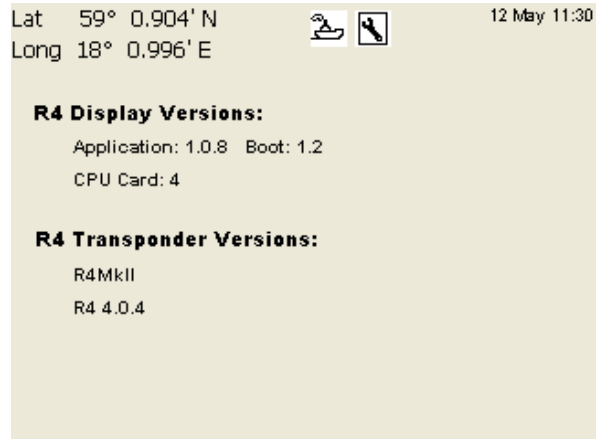 Lat 59° 0.904' N
12 May 11:30
Long 18° 0.996' E
R4 Display Versions:
Application: 1.0.8 Boot: 1.2
CPU Card: 4
R4 Transponder Versions:
R4MkII
R4 4.0.4